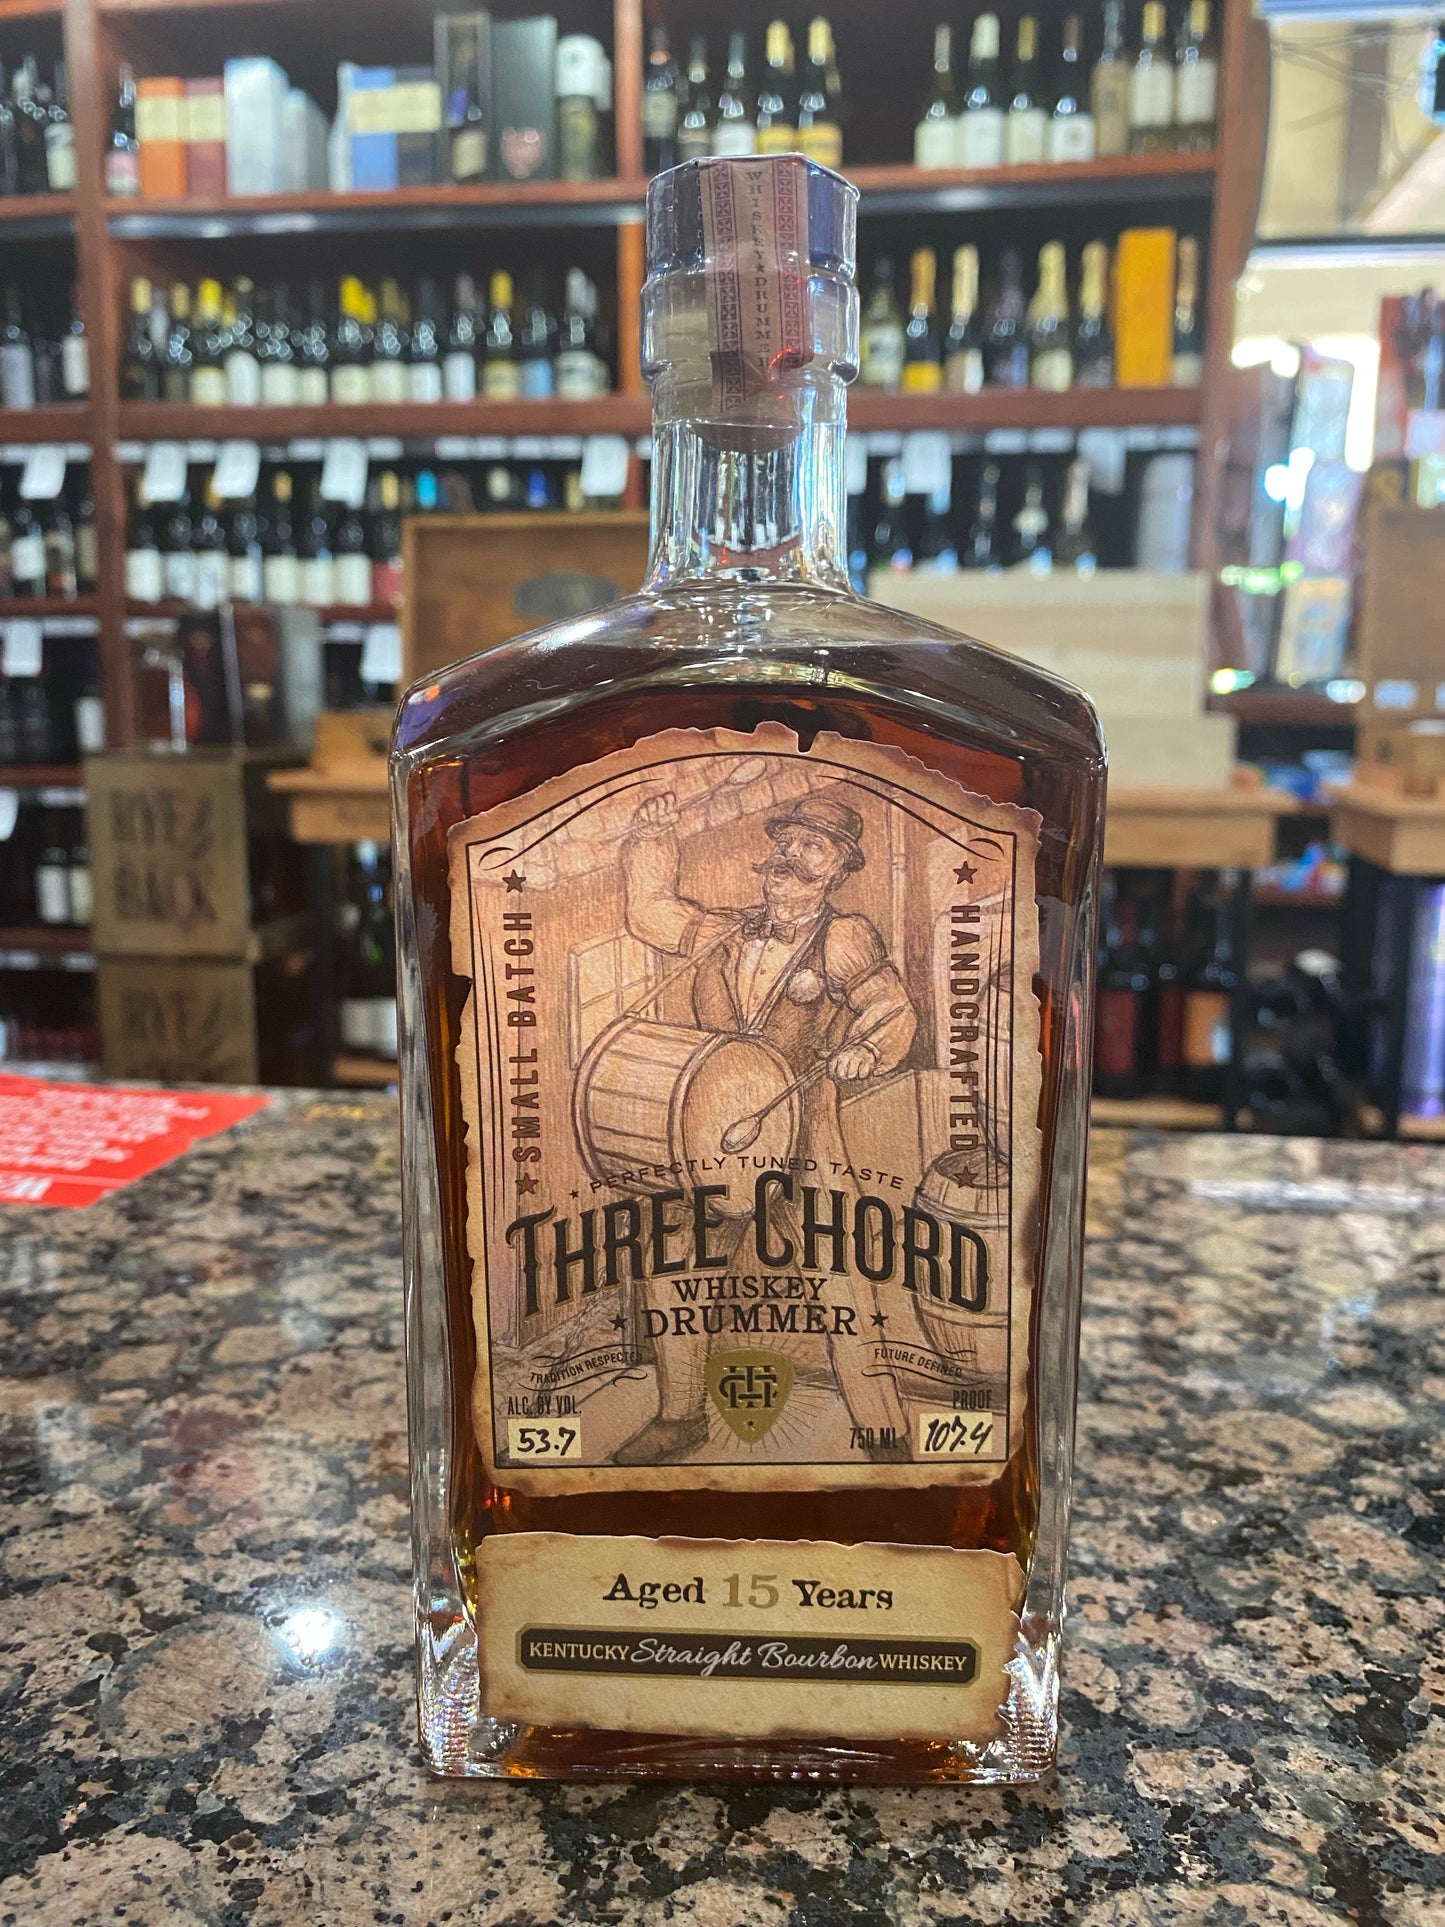 WHISKEY★DRUMMER
★ SMALL BATCH ★
★ HANDCRAFTED ★
★ PERFECTLY TUNED TASTE ★
THREE CHORD
WHISKEY
★ DRUMMER ★
TRADITION RESPECTED
FUTURE DEFINED
ALC. BY VOL.
53.7
750 ML
PROOF
107.4
Aged 15 Years
KENTUCKY Straight Bourbon WHISKEY